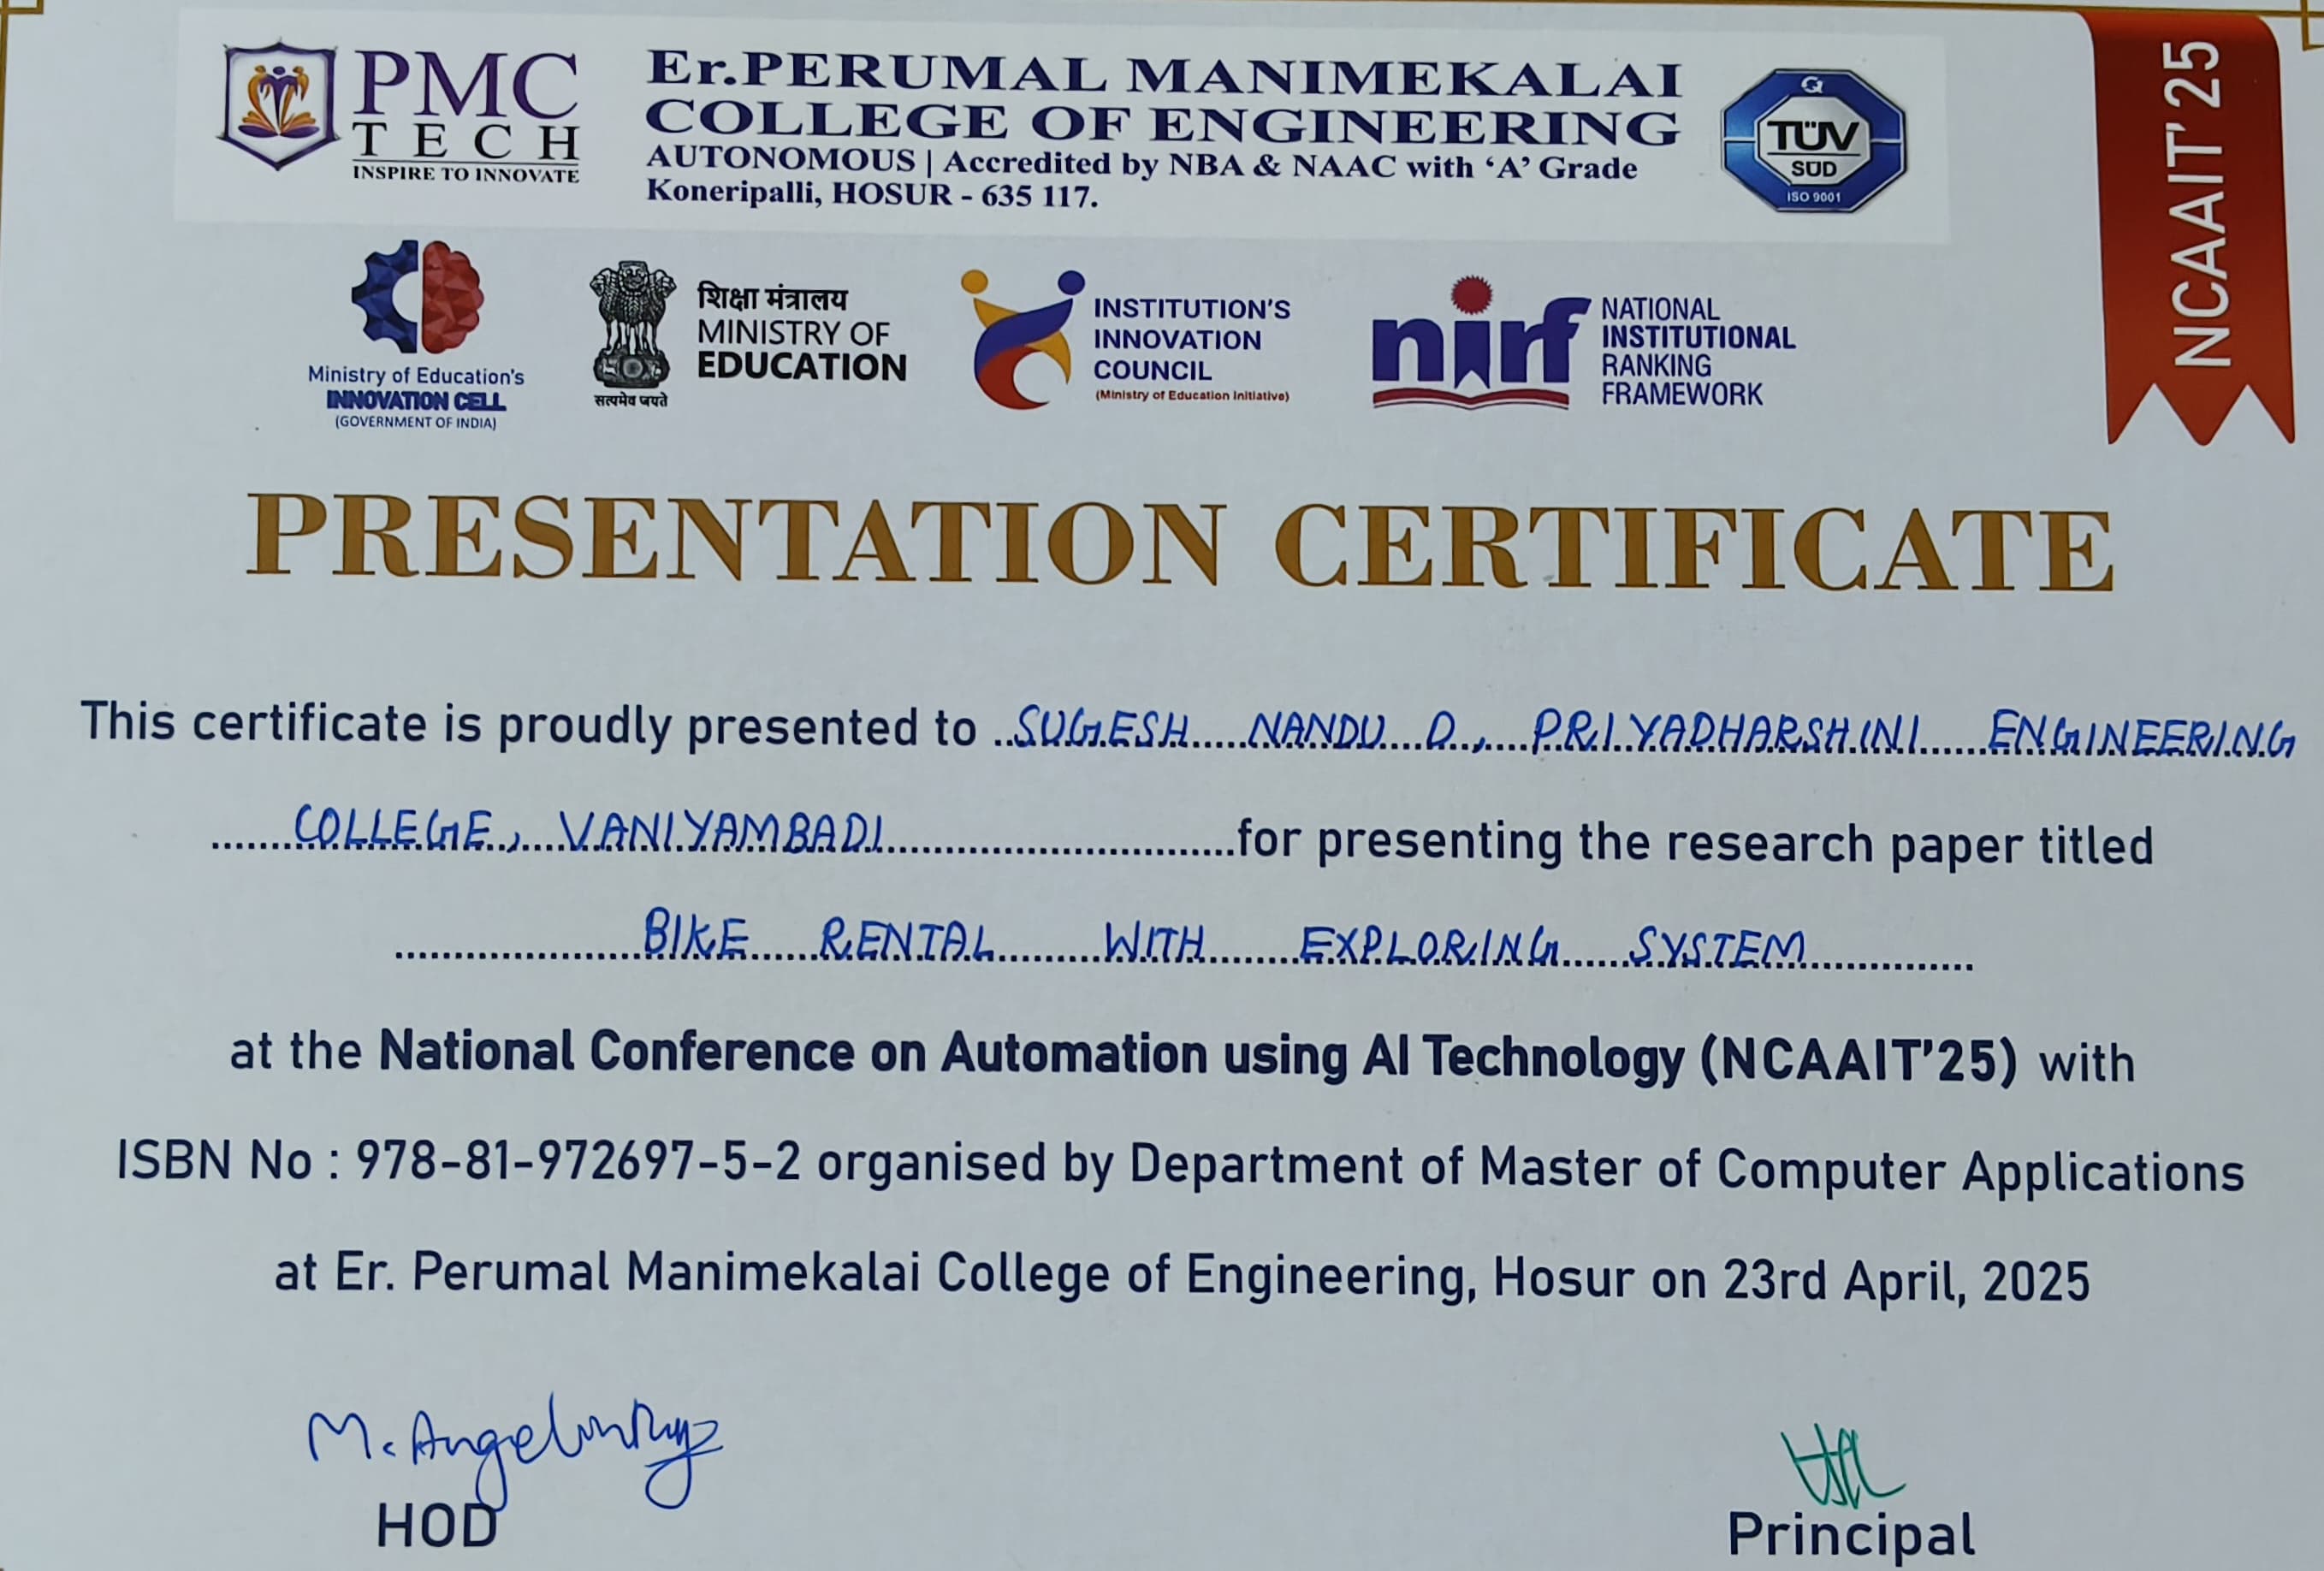 PMC
TECH
INSPIRE TO INNOVATE
Er.PERUMAL MANIMEKALAI
COLLEGE OF ENGINEERING
AUTONOMOUS | Accredited by NBA & NAAC with ‘A’ Grade
Koneripalli, HOSUR - 635 117.
TÜV
SÜD
ISO 9001
NCAAIT’25
Ministry of Education's
INNOVATION CELL
(GOVERNMENT OF INDIA)
सत्यमेव जयते
शिक्षा मंत्रालय
MINISTRY OF
EDUCATION
INSTITUTION'S
INNOVATION
COUNCIL
(Ministry of Education Initiative)
nirf
NATIONAL
INSTITUTIONAL
RANKING
FRAMEWORK
PRESENTATION CERTIFICATE
This certificate is proudly presented to SUGESH NANDU D, PRIYADHARSHINI ENGINEERING
COLLEGE, VANIYAMBADI for presenting the research paper titled
BIKE RENTAL WITH EXPLORING SYSTEM
at the National Conference on Automation using AI Technology (NCAAIT’25) with
ISBN No : 978-81-972697-5-2 organised by Department of Master of Computer Applications
at Er. Perumal Manimekalai College of Engineering, Hosur on 23rd April, 2025
HOD
Principal